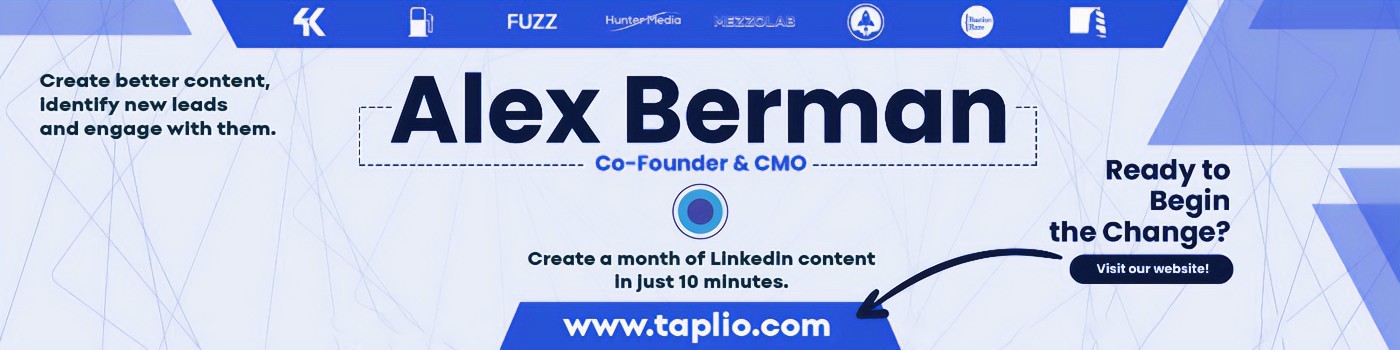 4K
FUZZ
Hunter Media
MEZZOLAB
Bastion
Raze
Create better content,
identify new leads
and engage with them.
Alex Berman
Co-Founder & CMO
Create a month of Linkedin content
in just 10 minutes.
www.taplio.com
Ready to
Begin
the Change?
Visit our website!